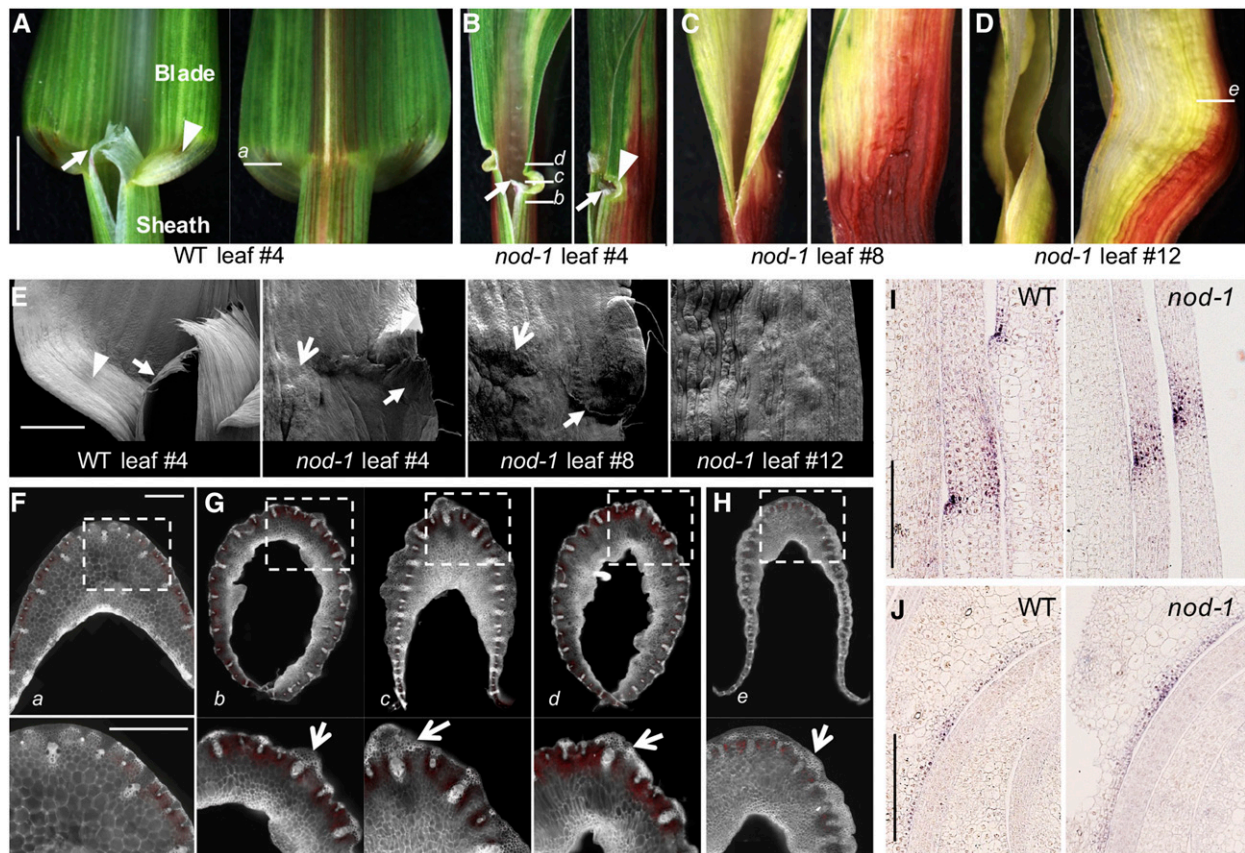 A
B
C
D
Blade
Sheath
a
d
c
b
e
WT leaf #4
nod-1 leaf #4
nod-1 leaf #8
nod-1 leaf #12
E
WT leaf #4
nod-1 leaf #4
nod-1 leaf #8
nod-1 leaf #12
I
WT
nod-1
F
G
H
a
b
c
d
e
J
WT
nod-1